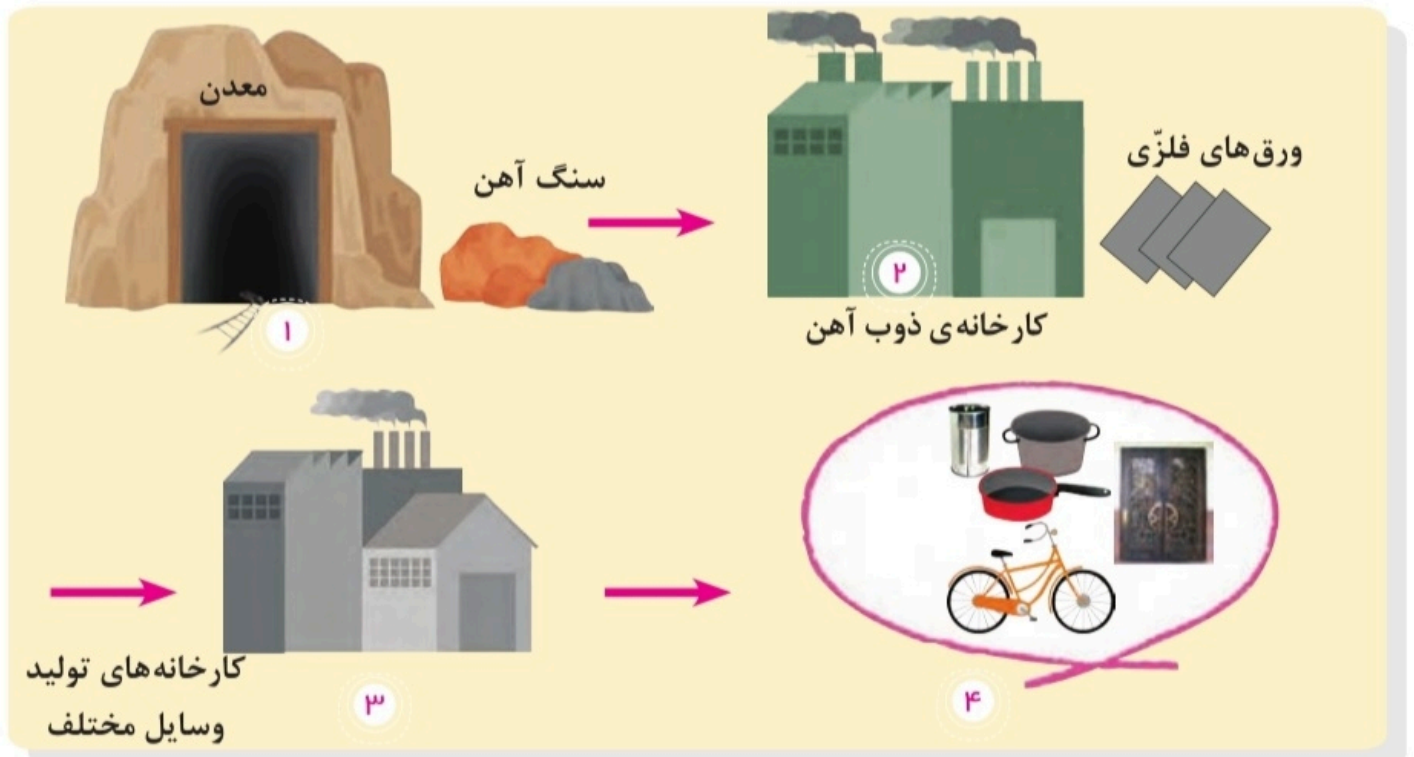 معدن
سنگ آهن
۱
ورق‌های فلزّی
۲
کارخانه‌ی ذوب آهن
کارخانه‌های تولید
وسایل مختلف
۳
۴